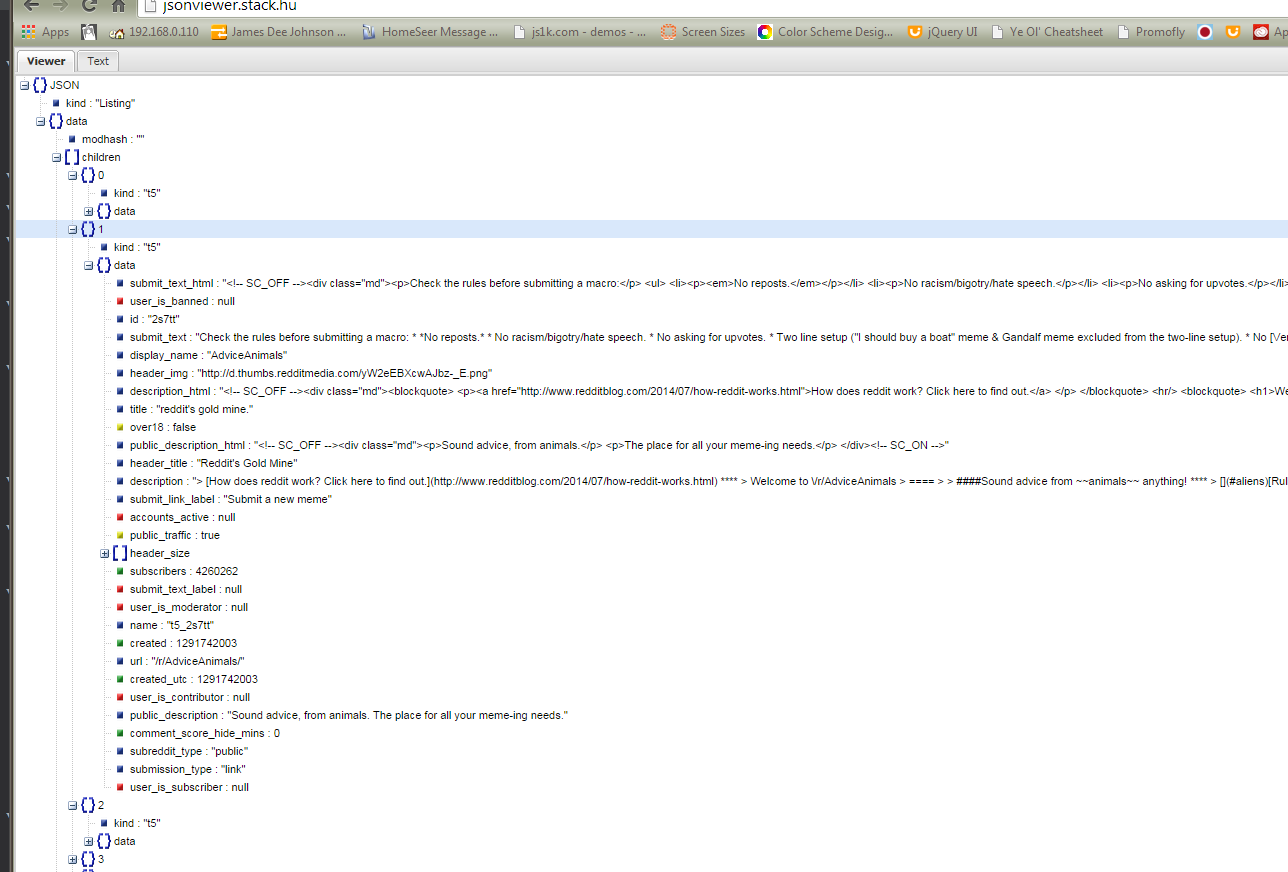 jsonviewer.stack.hu
Apps 192.168.0.110 James Dee Johnson ... HomeSeer Message ... js1k.com - demos - ... Screen Sizes Color Scheme Desig... jQuery UI Ye Ol' Cheatsheet Promofly Ap
Viewer Text
JSON
kind : "Listing"
data
modhash : ""
children
0
kind : "t5"
data
1
kind : "t5"
data
submit_text_html : "<!-- SC_OFF --><div class="md"><p>Check the rules before submitting a macro:</p> <ul> <li><p><em>No reposts.</em></p></li> <li><p>No racism/bigotry/hate speech.</p></li> <li><p>No asking for upvotes.</p></li>
user_is_banned : null
id : "2s7tt"
submit_text : "Check the rules before submitting a macro: * *No reposts.* * No racism/bigotry/hate speech. * No asking for upvotes. * Two line setup ("I should buy a boat" meme & Gandalf meme excluded from the two-line setup). * No [Ver
display_name : "AdviceAnimals"
header_img : "http://d.thumbs.redditmedia.com/yW2eEBXcwAJbz-_E.png"
description_html : "<!-- SC_OFF --><div class="md"><blockquote> <p><a href="http://www.redditblog.com/2014/07/how-reddit-works.html">How does reddit work? Click here to find out.</a> </p> </blockquote> <hr/> <blockquote> <h1>We
title : "reddit's gold mine."
over18 : false
public_description_html : "<!-- SC_OFF --><div class="md"><p>Sound advice, from animals.</p> <p>The place for all your meme-ing needs.</p> </div><!-- SC_ON -->"
header_title : "Reddit's Gold Mine"
description : "> [How does reddit work? Click here to find out.](http://www.redditblog.com/2014/07/how-reddit-works.html) **** > Welcome to \/r/AdviceAnimals > ==== > > ####Sound advice from ~~animals~~ anything! **** > [](#aliens)[Rul
submit_link_label : "Submit a new meme"
accounts_active : null
public_traffic : true
header_size
subscribers : 4260262
submit_text_label : null
user_is_moderator : null
name : "t5_2s7tt"
created : 1291742003
url : "/r/AdviceAnimals/"
created_utc : 1291742003
user_is_contributor : null
public_description : "Sound advice, from animals. The place for all your meme-ing needs."
comment_score_hide_mins : 0
subreddit_type : "public"
submission_type : "link"
user_is_subscriber : null
2
kind : "t5"
data
3